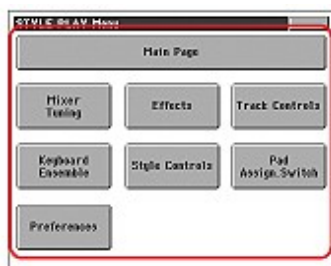 STYLE PLAY Menu
Main Page
Mixer
Tuning
Effects
Track Controls
Keyboard
Ensemble
Style Controls
Pad
Assign.Switch
Preferences